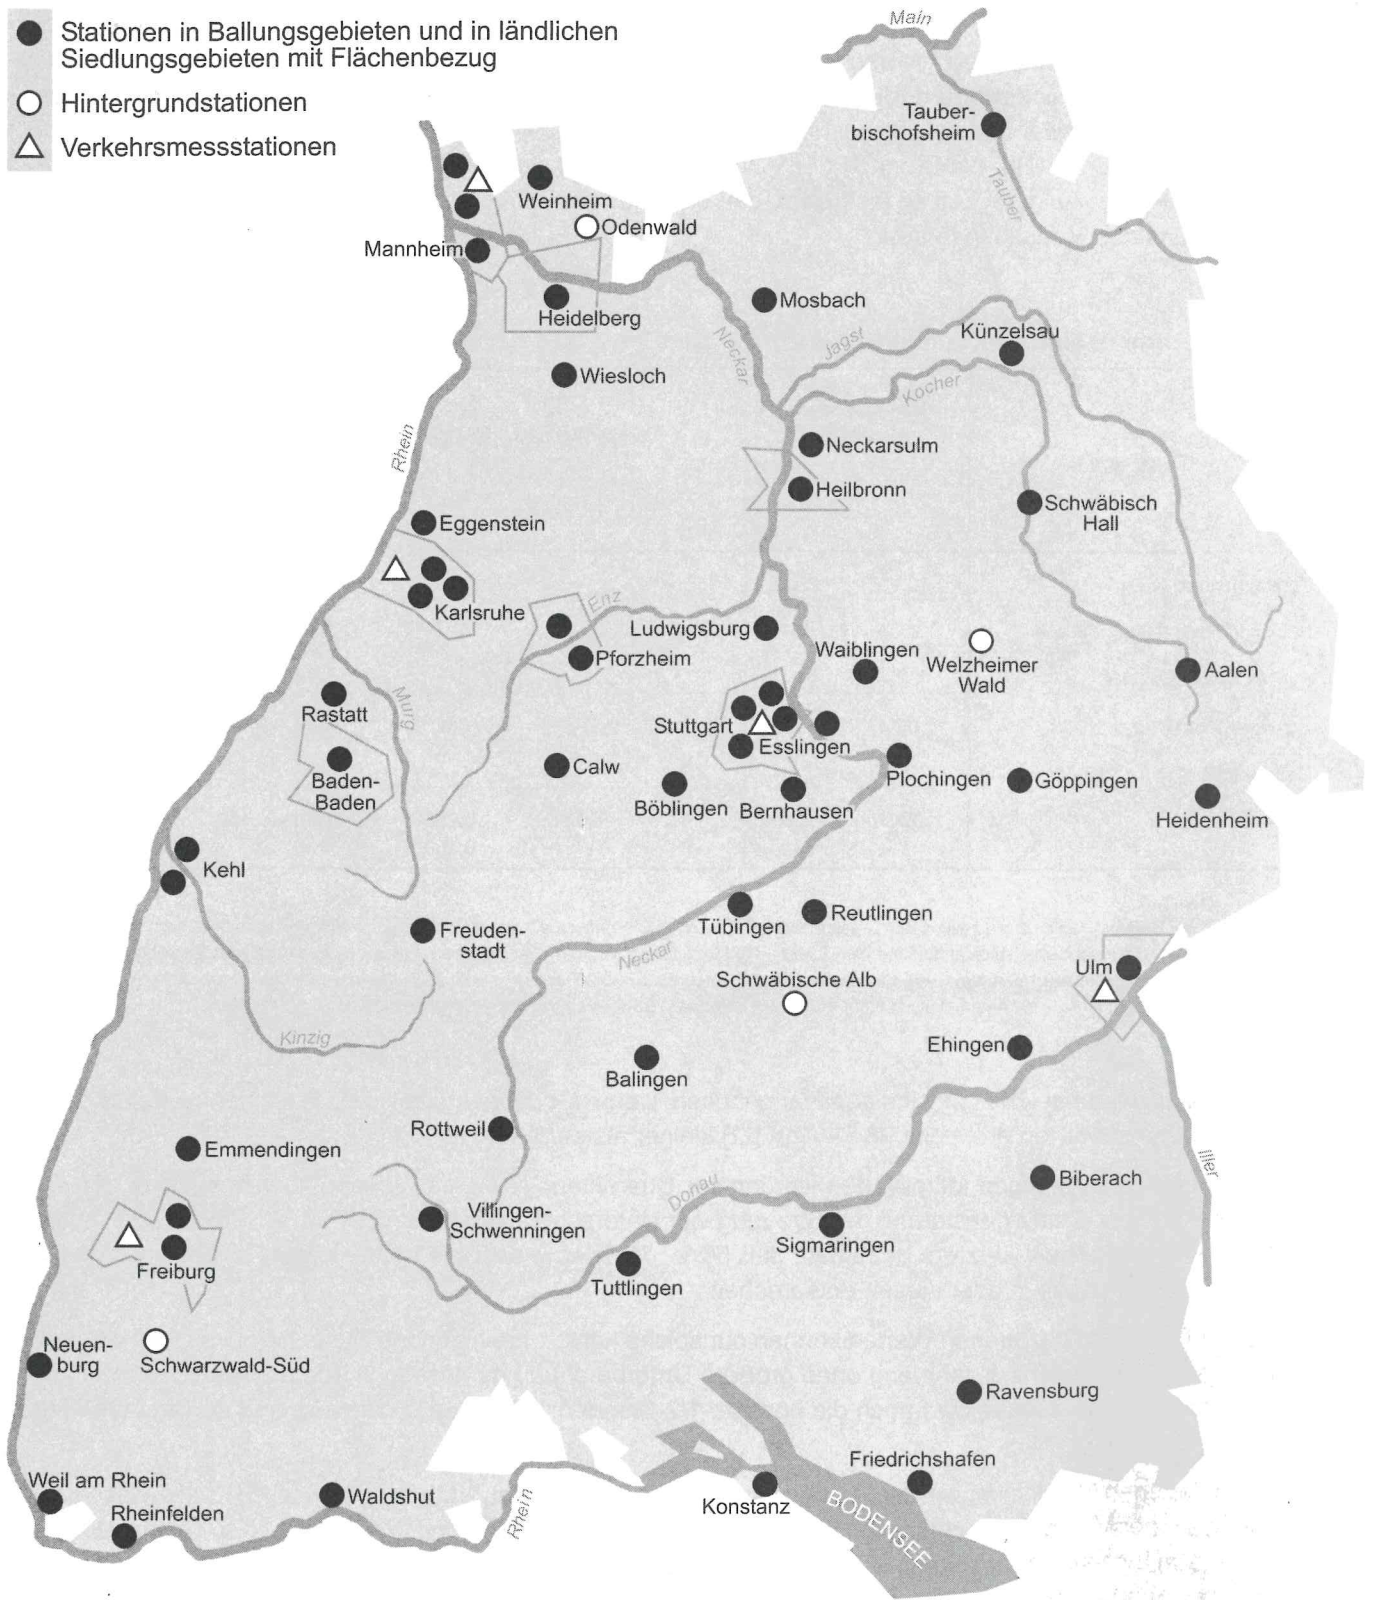 Stationen in Ballungsgebieten und in ländlichen
Siedlungsgebieten mit Flächenbezug
Hintergrundstationen
Verkehrsmessstationen
Main
Tauber-
bischofsheim
Tauber
Weinheim
Odenwald
Mannheim
Heidelberg
Mosbach
Neckar
Jagst
Künzelsau
Kocher
Wiesloch
Rhein
Neckarsulm
Heilbronn
Schwäbisch
Hall
Eggenstein
Karlsruhe
Enz
Ludwigsburg
Pforzheim
Waiblingen
Welzheimer
Wald
Aalen
Murg
Rastatt
Stuttgart
Esslingen
Baden-
Baden
Calw
Böblingen
Bernhausen
Plochingen
Göppingen
Heidenheim
Kehl
Freuden-
stadt
Tübingen
Reutlingen
Neckar
Schwäbische Alb
Ulm
Kinzig
Ehingen
Balingen
Rottweil
Emmendingen
Iller
Biberach
Donau
Villingen-
Schwenningen
Sigmaringen
Freiburg
Tuttlingen
Neuen-
burg
Schwarzwald-Süd
Ravensburg
Weil am Rhein
Rheinfelden
Waldshut
Rhein
Friedrichshafen
Konstanz
BODENSEE